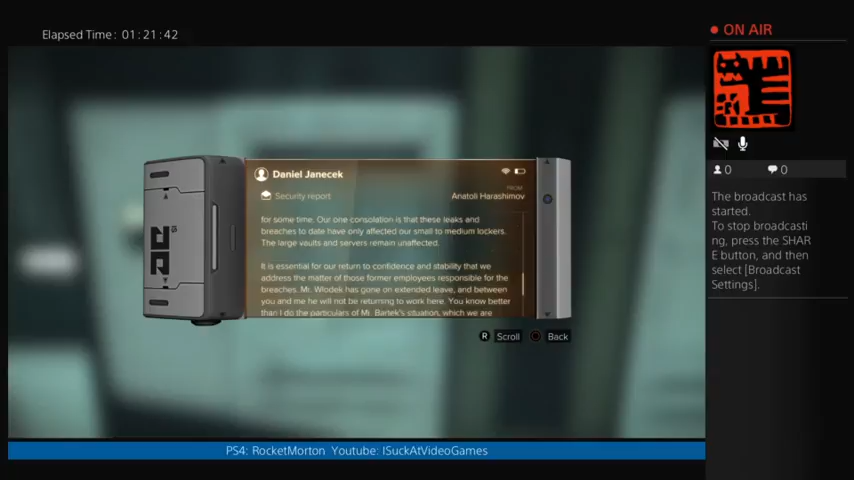 Elapsed Time: 01:21:42
ON AIR
Daniel Janecek
Security report
FROM
Anatoli Harashimov
for some time. Our one consolation is that these leaks and
breaches to date have only affected our small to medium lockers.
The large vaults and servers remain unaffected.
It is essential for our return to confidence and stability that we
address the matter of those former employees responsible for the
breaches. Mr. Wlodek has gone on extended leave, and between
you and me he will not be returning to work here. You know better
than I do the particulars of Mr. Bartek's situation, which we are
R Scroll Back
0 0
The broadcast has
started.
To stop broadcasti
ng, press the SHAR
E button, and then
select [Broadcast
Settings].
PS4: RocketMorton Youtube: ISuckAtVideoGames